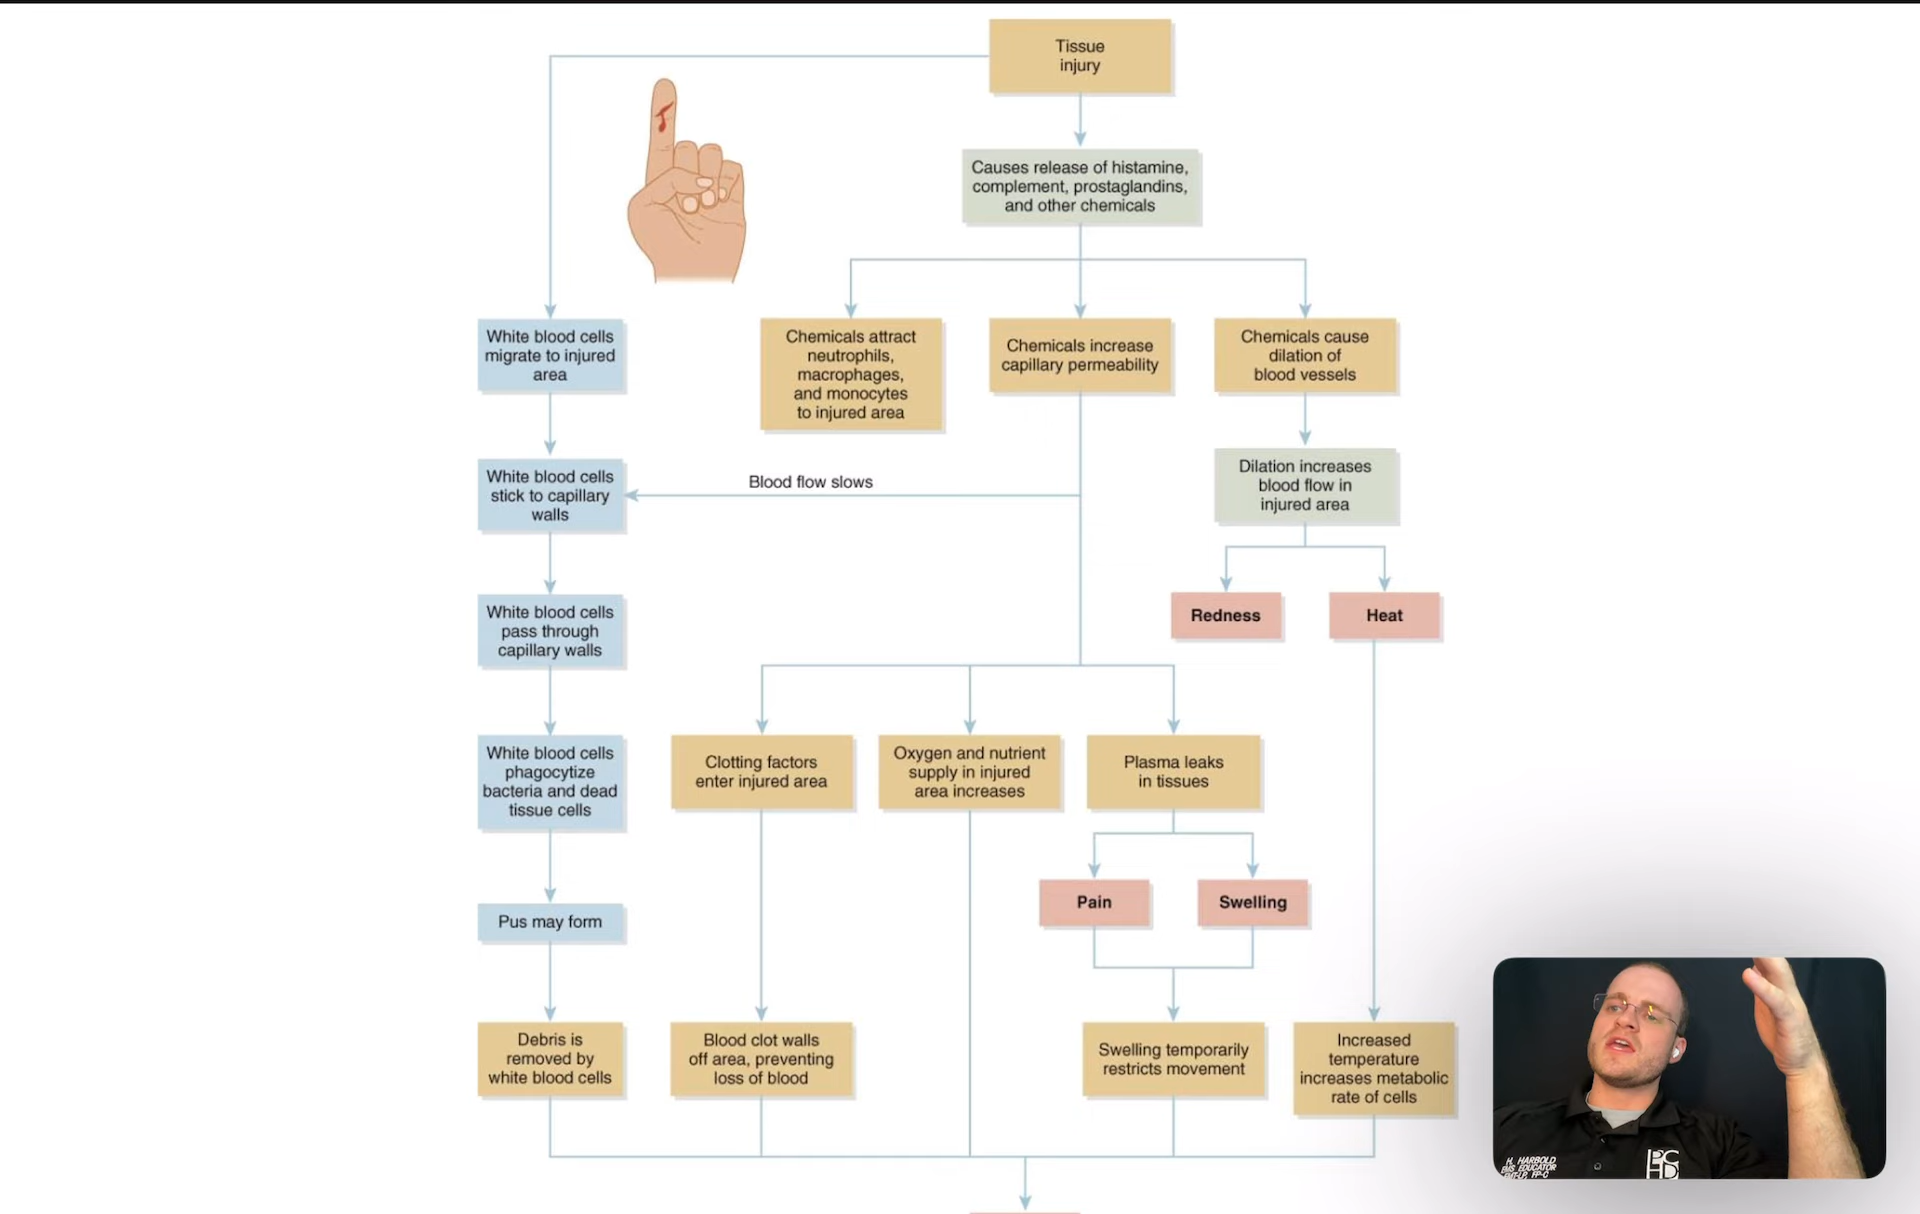 Tissue
injury
Causes release of histamine,
complement, prostaglandins,
and other chemicals
White blood cells
migrate to injured
area
Chemicals attract
neutrophils,
macrophages,
and monocytes
to injured area
Chemicals increase
capillary permeability
Chemicals cause
dilation of
blood vessels
White blood cells
stick to capillary
walls
Blood flow slows
Dilation increases
blood flow in
injured area
White blood cells
pass through
capillary walls
Redness
Heat
White blood cells
phagocytize
bacteria and dead
tissue cells
Clotting factors
enter injured area
Oxygen and nutrient
supply in injured
area increases
Plasma leaks
in tissues
Pain
Swelling
Pus may form
Debris is
removed by
white blood cells
Blood clot walls
off area, preventing
loss of blood
Swelling temporarily
restricts movement
Increased
temperature
increases metabolic
rate of cells
H. HARBOLD
EMS EDUCATOR
FP-C
PC
HD